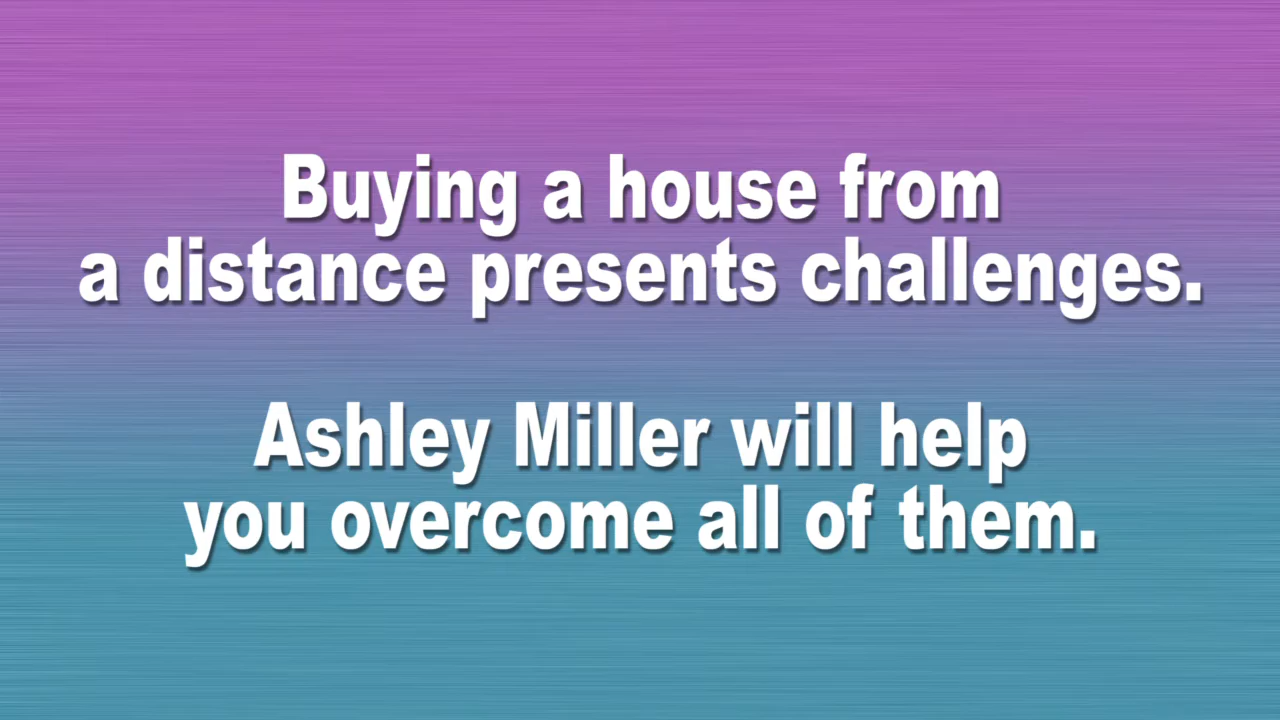 Buying a house from
a distance presents challenges.
Ashley Miller will help
you overcome all of them.